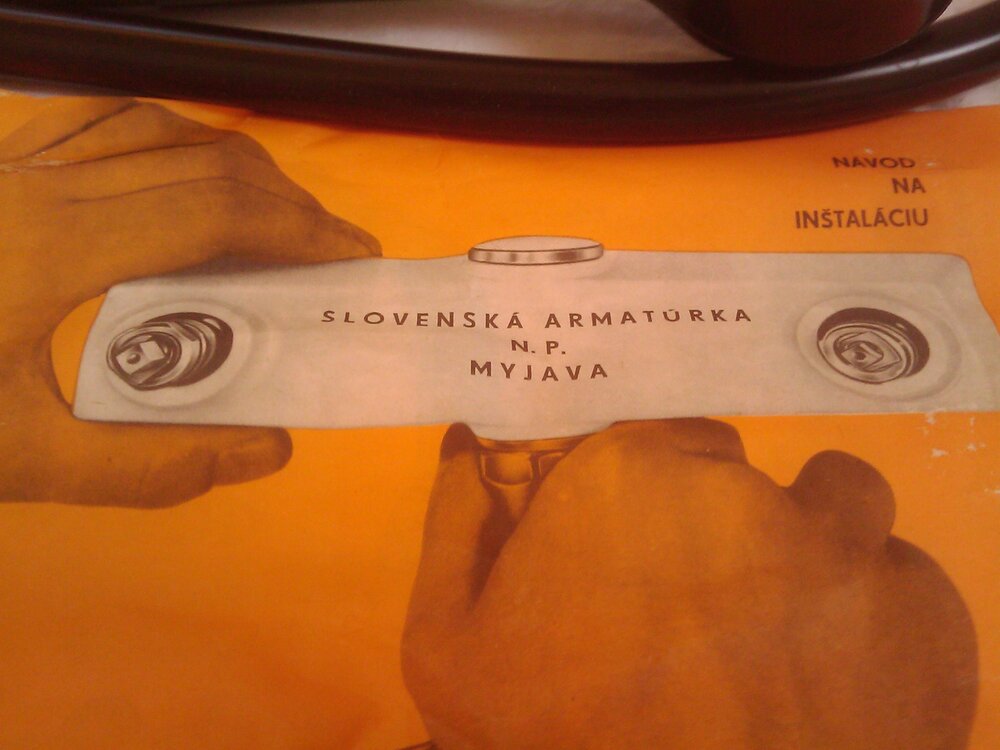 NÁVOD
NA
INŠTALÁCIU
SLOVENSKÁ ARMATÚRKA
N. P.
MYJAVA